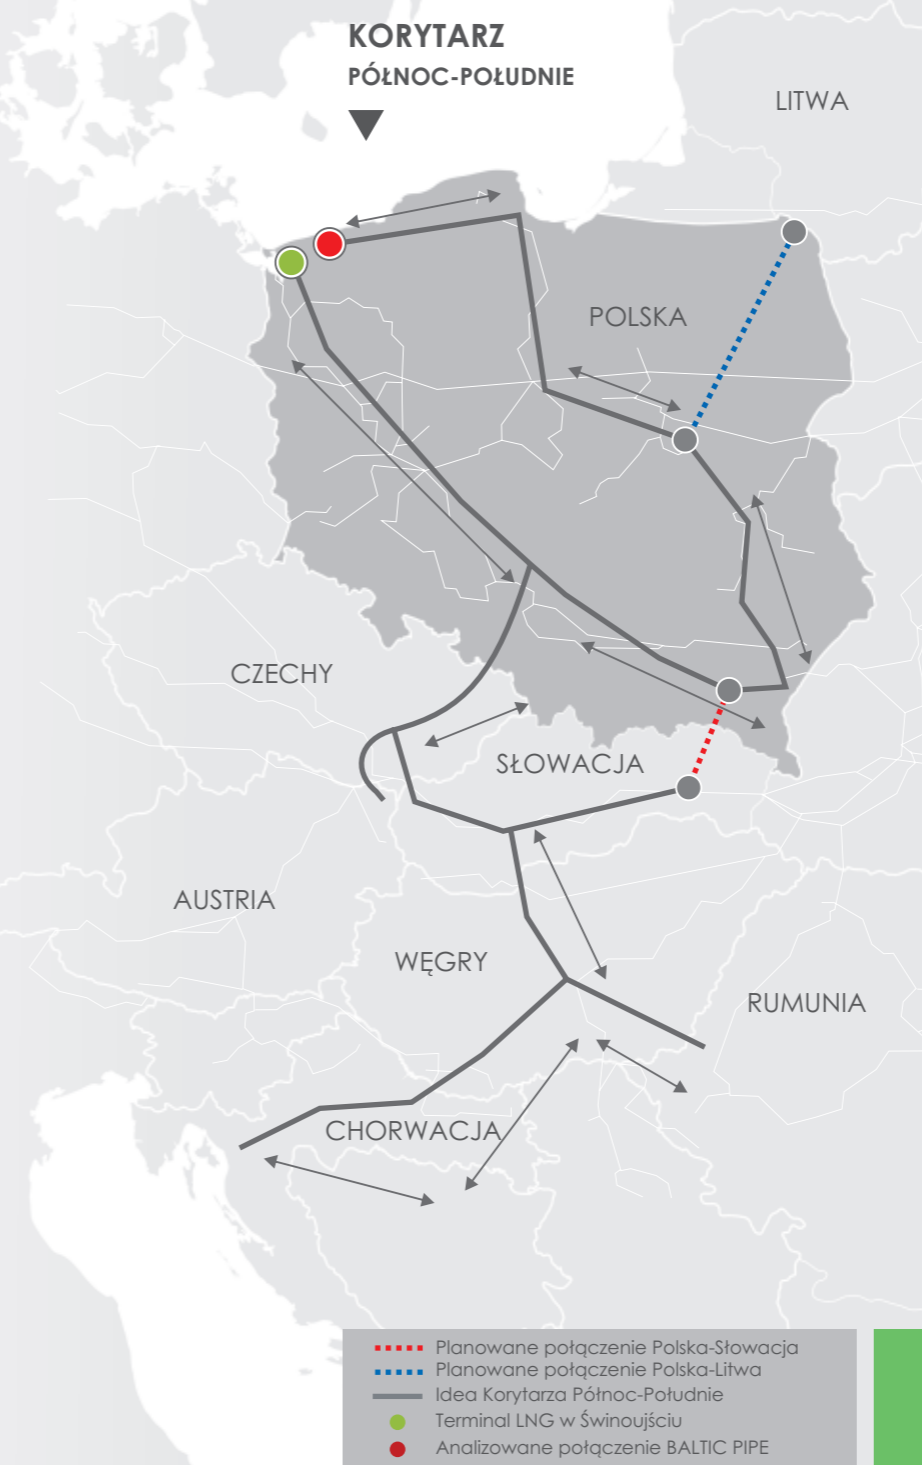 KORYTARZ
PÓŁNOC-POŁUDNIE
LITWA
POLSKA
CZECHY
SŁOWACJA
AUSTRIA
WĘGRY
RUMUNIA
CHORWACJA
Planowane połączenie Polska-Słowacja
Planowane połączenie Polska-Litwa
Idea Korytarza Północ-Południe
Terminal LNG w Świnoujściu
Analizowane połączenie BALTIC PIPE